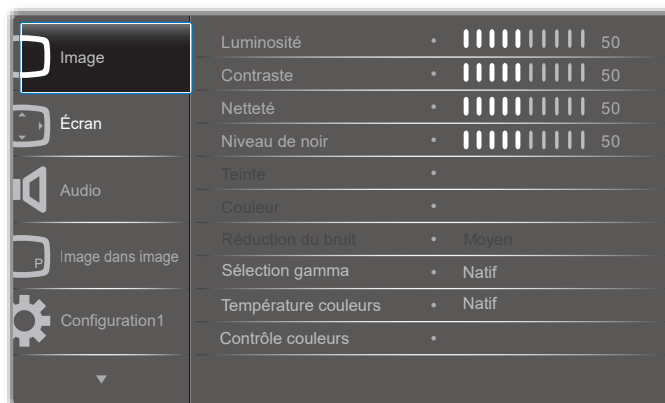 Image
Écran
Audio
P
Image dans image
Configuration1
Luminosité • 50
Contraste • 50
Netteté • 50
Niveau de noir • 50
Teinte •
Couleur •
Réduction du bruit • Moyen
Sélection gamma • Natif
Température couleurs • Natif
Contrôle couleurs •